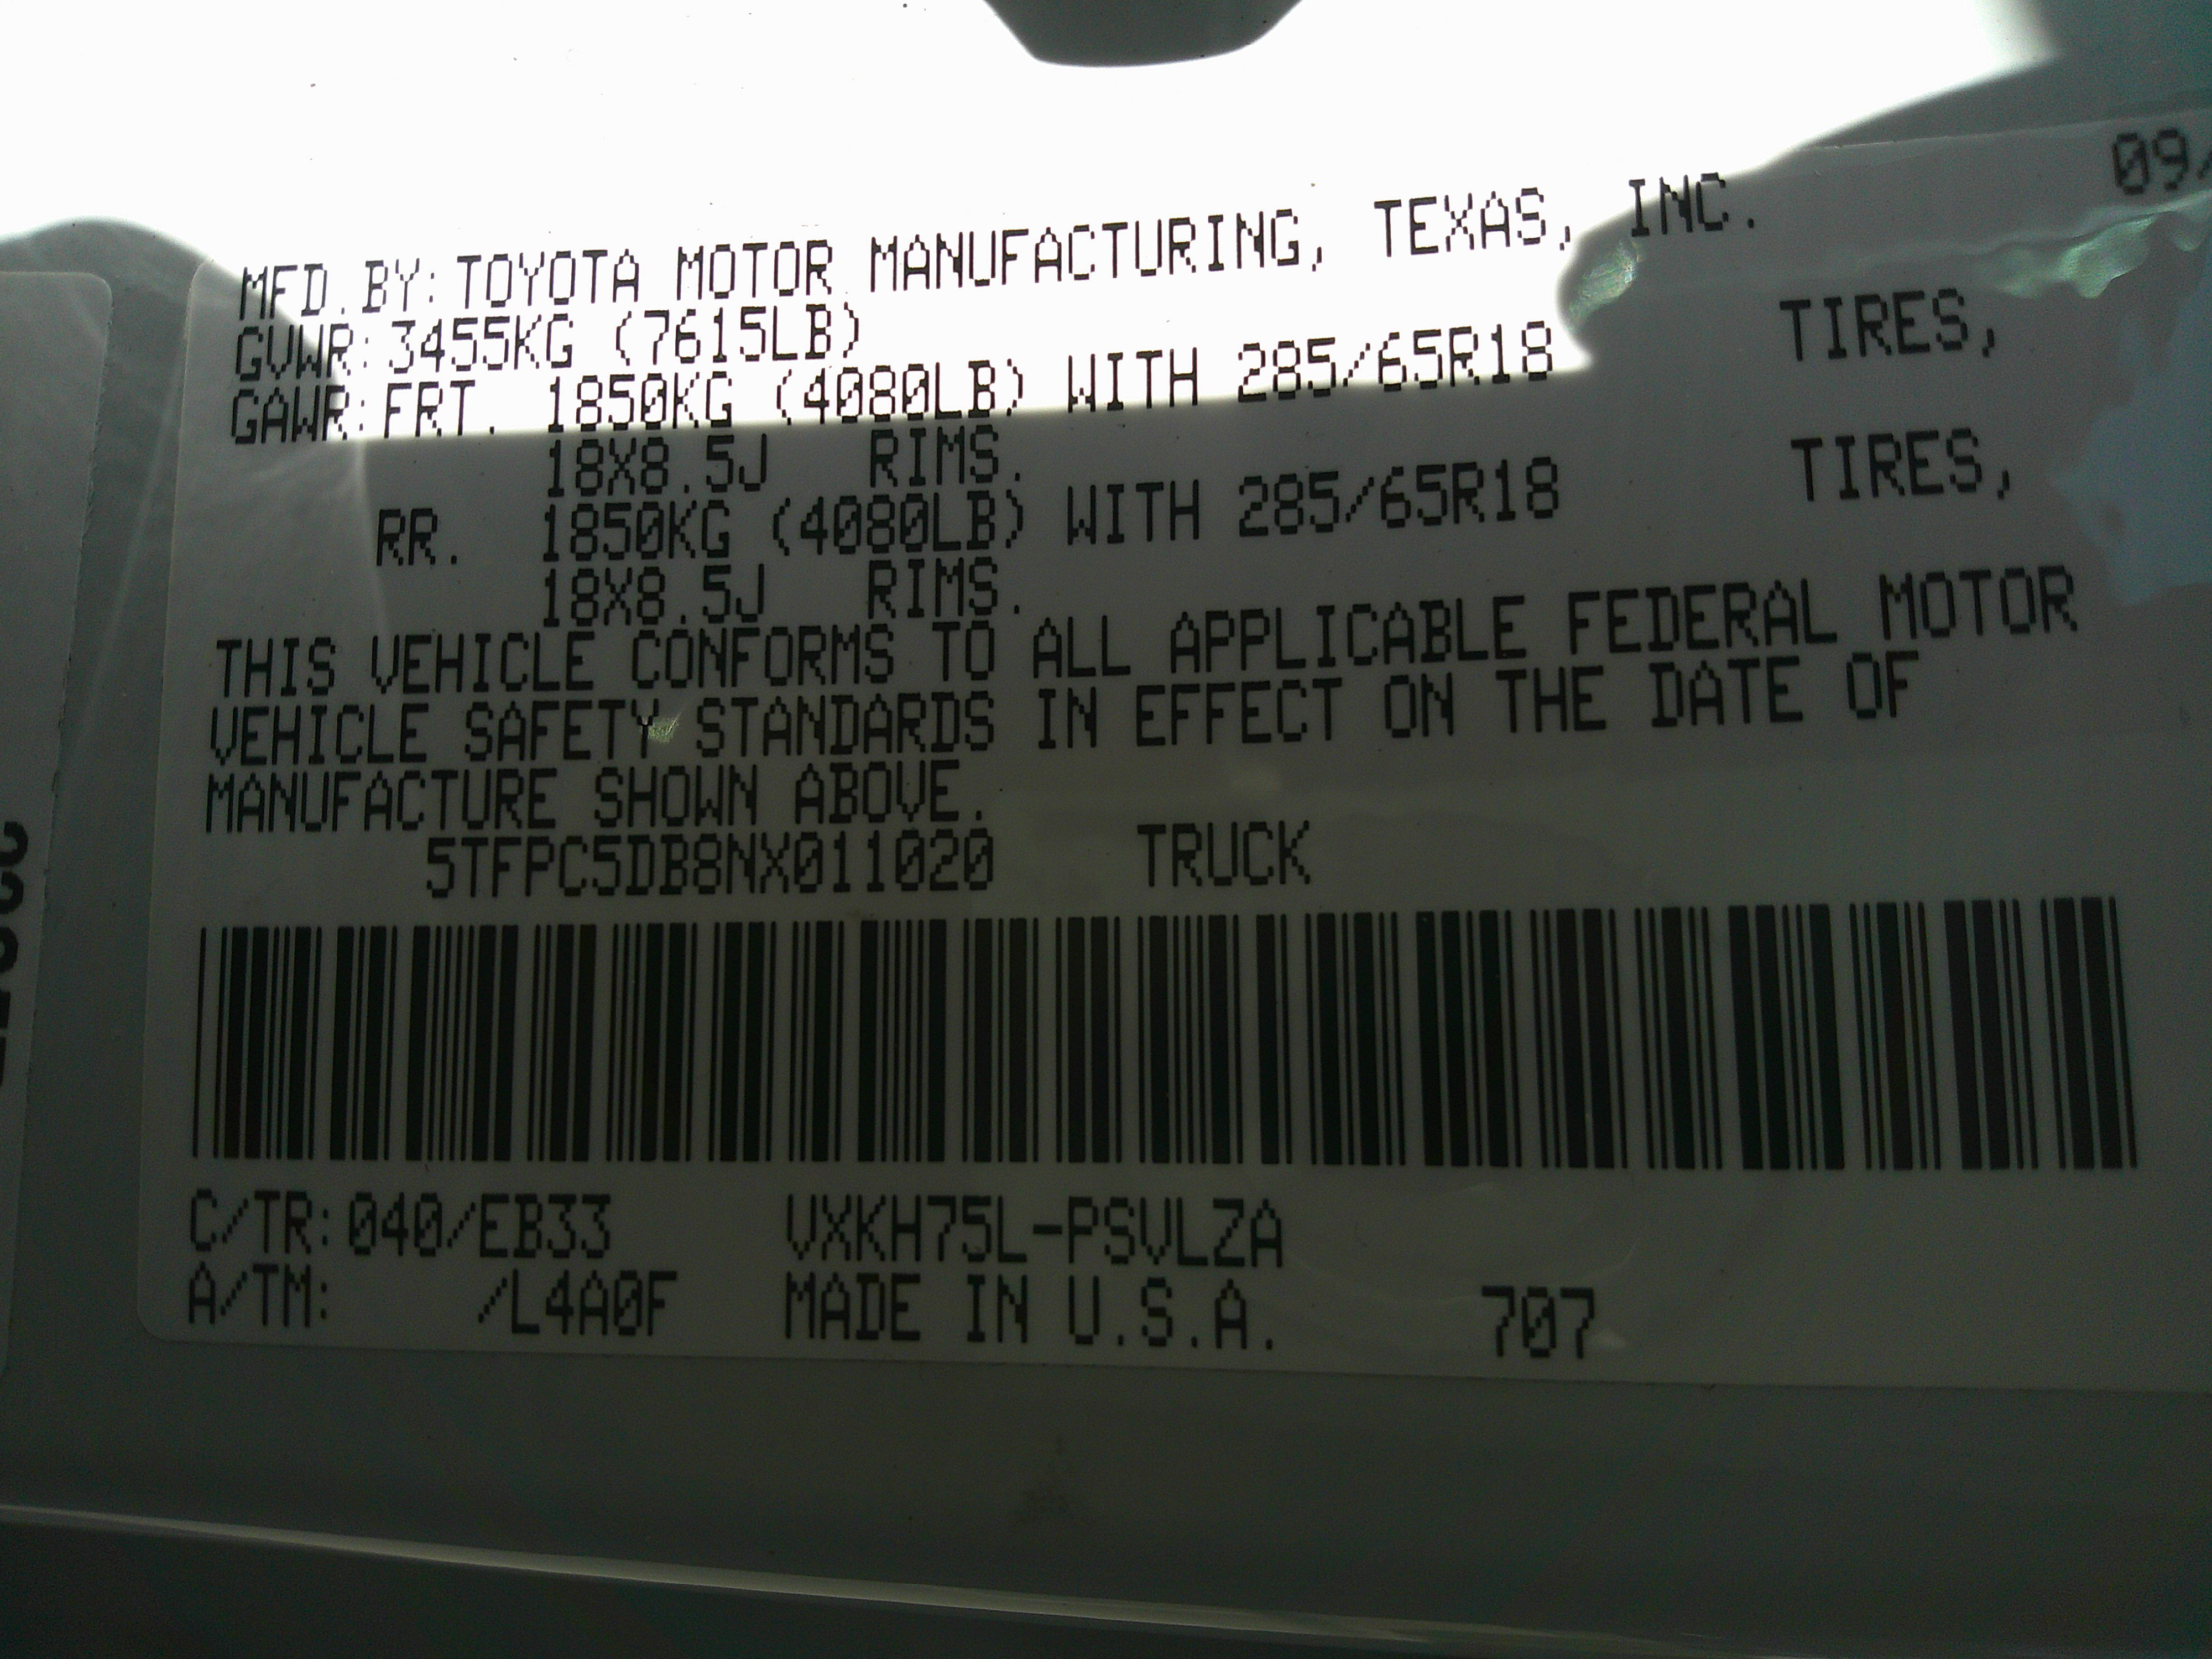 09/
MFD.BY: TOYOTA MOTOR MANUFACTURING, TEXAS, INC.
GVWR: 3455KG (7615LB)
GAWR: FRT. 1850KG (4080LB) WITH 285/65R18 TIRES,
18X8.5J RIMS.
RR. 1850KG (4080LB) WITH 285/65R18 TIRES,
18X8.5J RIMS.
THIS VEHICLE CONFORMS TO ALL APPLICABLE FEDERAL MOTOR
VEHICLE SAFETY STANDARDS IN EFFECT ON THE DATE OF
MANUFACTURE SHOWN ABOVE.
5TFPC5DB8NX011020 TRUCK
C/TR: 040/EB33 VXKH75L-PSVLZA
A/TM: /L4A0F MADE IN U.S.A. 707